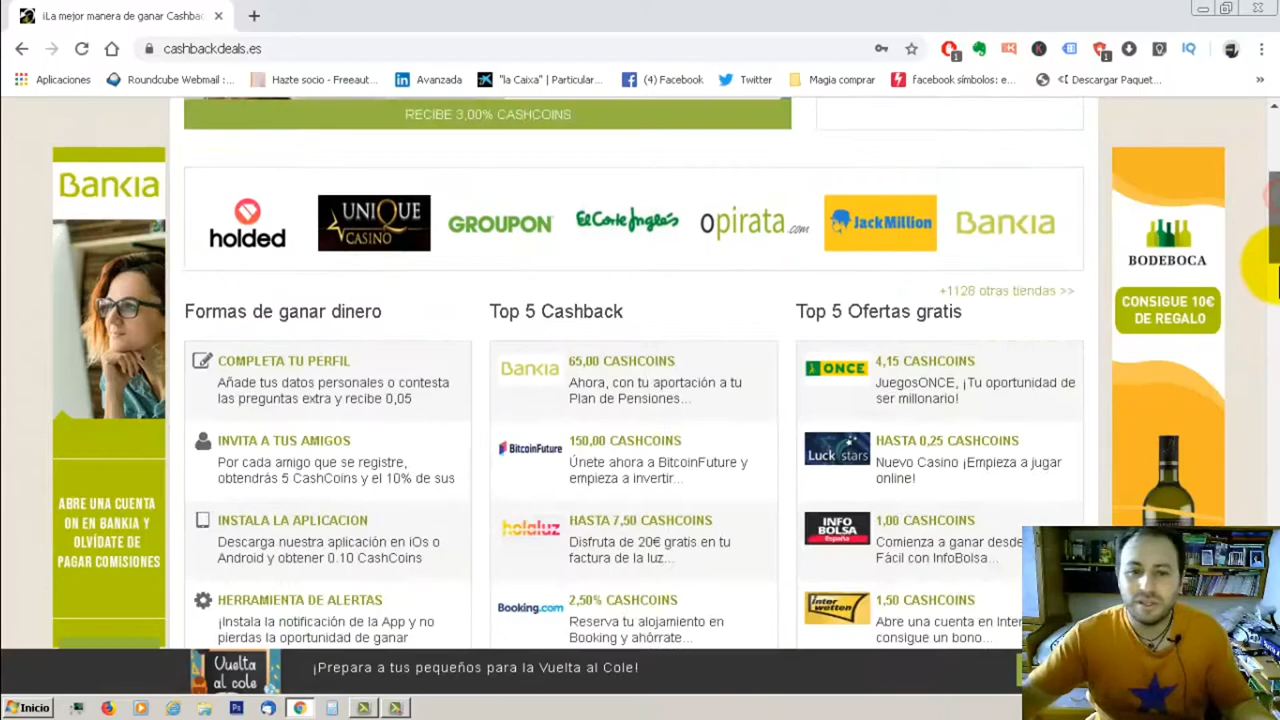 ¡La mejor manera de ganar Cashbac
cashbackdeals.es
Aplicaciones
Roundcube Webmail :...
Hazte socio - Freeaut...
Avanzada
"la Caixa" | Particular...
(4) Facebook
Twitter
Magia comprar
facebook símbolos: e...
<I Descargar Paquet...
»
RECIBE 3,00% CASHCOINS
Bankia
holded
UNIQUE
CASINO
GROUPON
El Corte Inglés
opirata.com
JackMillion
Bankia
BODEBOCA
CONSIGUE 10€
DE REGALO
+1128 otras tiendas >>
Formas de ganar dinero
Top 5 Cashback
Top 5 Ofertas gratis
COMPLETA TU PERFIL
Añade tus datos personales o contesta
las preguntas extra y recibe 0,05
INVITA A TUS AMIGOS
Por cada amigo que se registre,
obtendrás 5 CashCoins y el 10% de sus
INSTALA LA APLICACION
Descarga nuestra aplicación en iOs o
Android y obtener 0.10 CashCoins
HERRAMIENTA DE ALERTAS
¡Instala la notificación de la App y no
pierdas la oportunidad de ganar
Bankia
65,00 CASHCOINS
Ahora, con tu aportación a tu
Plan de Pensiones...
BitcoinFuture
150,00 CASHCOINS
Únete ahora a BitcoinFuture y
empieza a invertir...
holaluz
HASTA 7,50 CASHCOINS
Disfruta de 20€ gratis en tu
factura de la luz...
Booking.com
2,50% CASHCOINS
Reserva tu alojamiento en
Booking y ahórrate...
ONCE
4,15 CASHCOINS
JuegosONCE, ¡Tu oportunidad de
ser millonario!
Luck stars
HASTA 0,25 CASHCOINS
Nuevo Casino ¡Empieza a jugar
online!
INFO
BOLSA
España
1,00 CASHCOINS
Comienza a ganar desde
Fácil con InfoBolsa...
inter
wetten
1,50 CASHCOINS
Abre una cuenta en Inter
consigue un bono...
ABRE UNA CUENTA
ON EN BANKIA Y
OLVÍDATE DE
PAGAR COMISIONES
Vuelta
al cole
¡Prepara a tus pequeños para la Vuelta al Cole!
Inicio